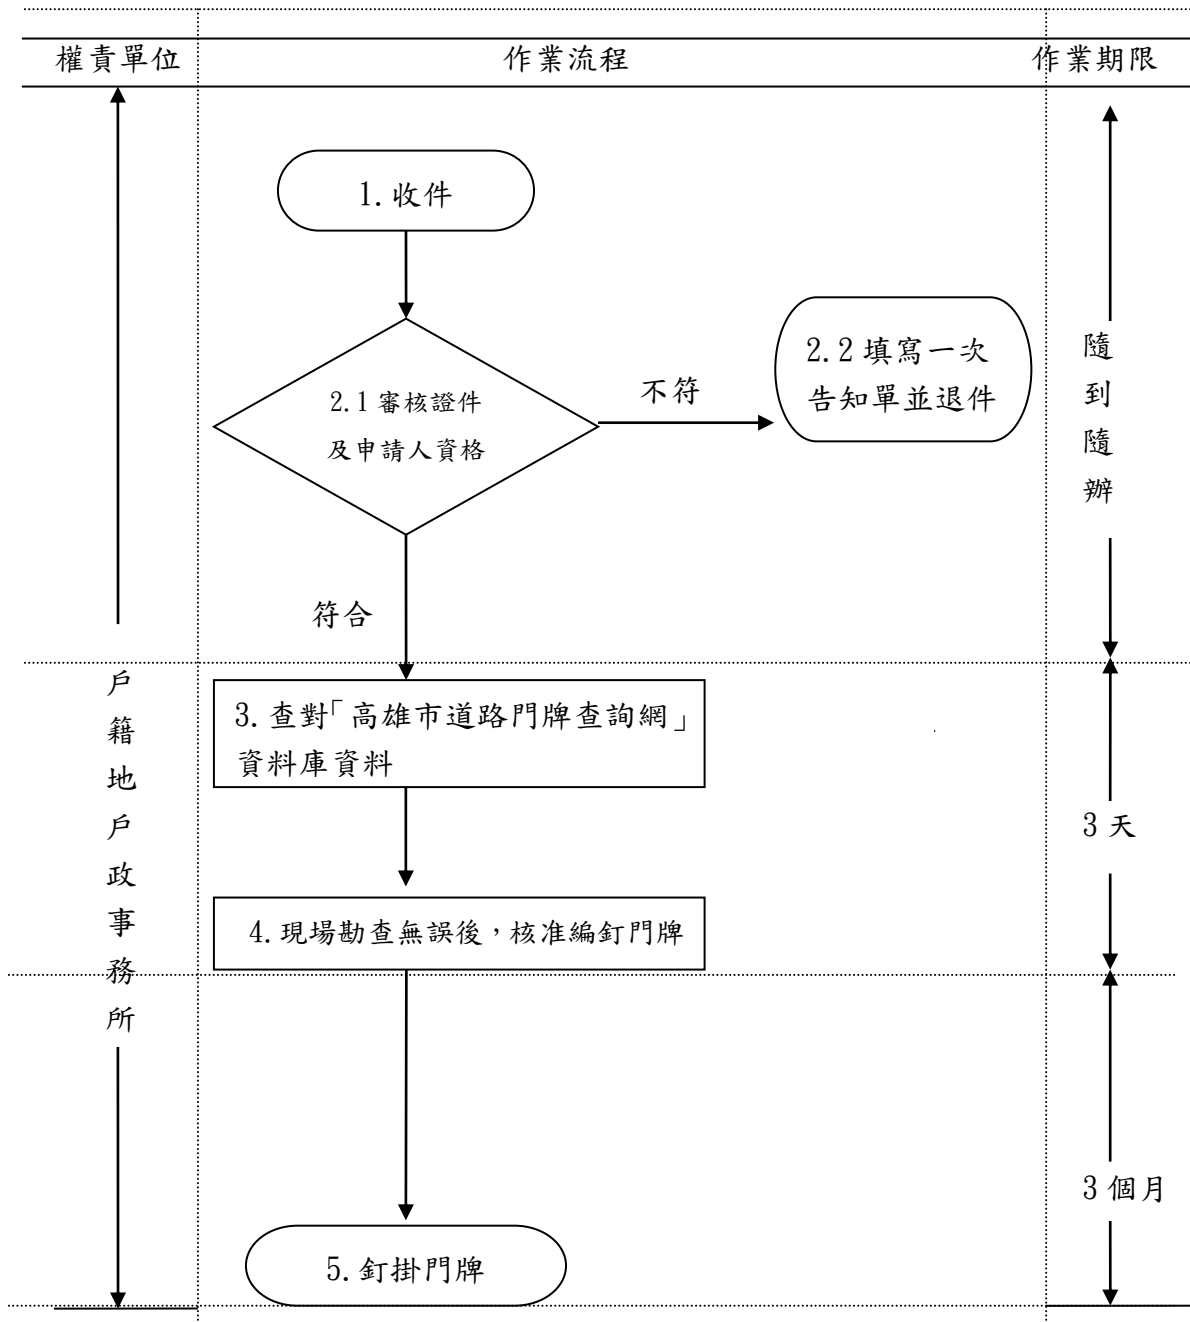 權責單位
作業流程
作業期限
1.收件
2.1 審核證件
及申請人資格
不符
2.2 填寫一次
告知單並退件
符合
隨到隨辦
戶籍地戶政事務所
3.查對「高雄市道路門牌查詢網」
資料庫資料
3 天
4.現場勘查無誤後，核准編釘門牌
3 個月
5.釘掛門牌